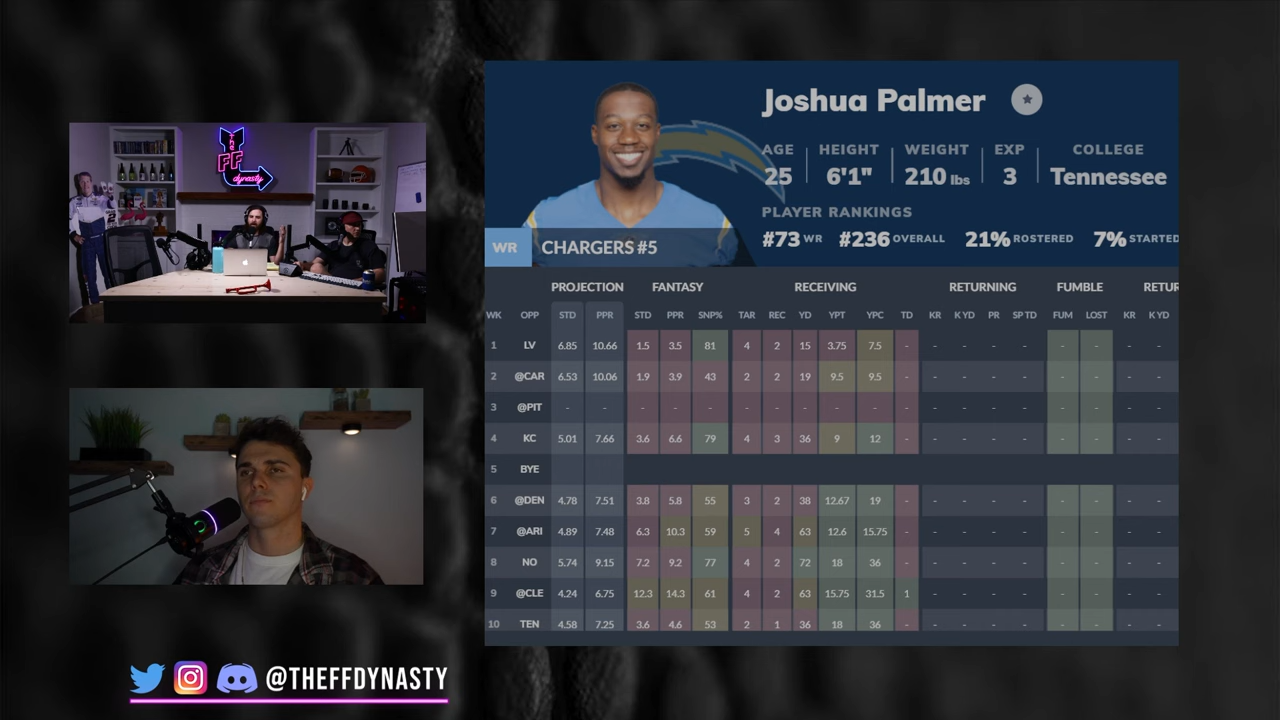 The
FF
dynasty
Joshua Palmer
AGE HEIGHT WEIGHT EXP COLLEGE
25 6'1" 210 lbs 3 Tennessee
PLAYER RANKINGS
#73 WR #236 OVERALL 21% ROSTERED 7% STARTED
WR CHARGERS #5
PROJECTION FANTASY RECEIVING RETURNING FUMBLE RETUR
WK OPP STD PPR STD PPR SNP% TAR REC YD YPT YPC TD KR K YD PR SP TD FUM LOST KR K YD
1 LV 6.85 10.66 1.5 3.5 81 4 2 15 3.75 7.5 - - - - - - - - -
2 @CAR 6.53 10.06 1.9 3.9 43 2 2 19 9.5 9.5 - - - - - - - - -
3 @PIT - - - - - - - - - - - - - - - - - - -
4 KC 5.01 7.66 3.6 6.6 79 4 3 36 9 12 - - - - - - - - -
5 BYE
6 @DEN 4.78 7.51 3.8 5.8 55 3 2 38 12.67 19 - - - - - - - - -
7 @ARI 4.89 7.48 6.3 10.3 59 5 4 63 12.6 15.75 - - - - - - - - -
8 NO 5.74 9.15 7.2 9.2 77 4 2 72 18 36 - - - - - - - - -
9 @CLE 4.24 6.75 12.3 14.3 61 4 2 63 15.75 31.5 1 - - - - - - - -
10 TEN 4.58 7.25 3.6 4.6 53 2 1 36 18 36 - - - - - - - - -
@THEFFDYNASTY